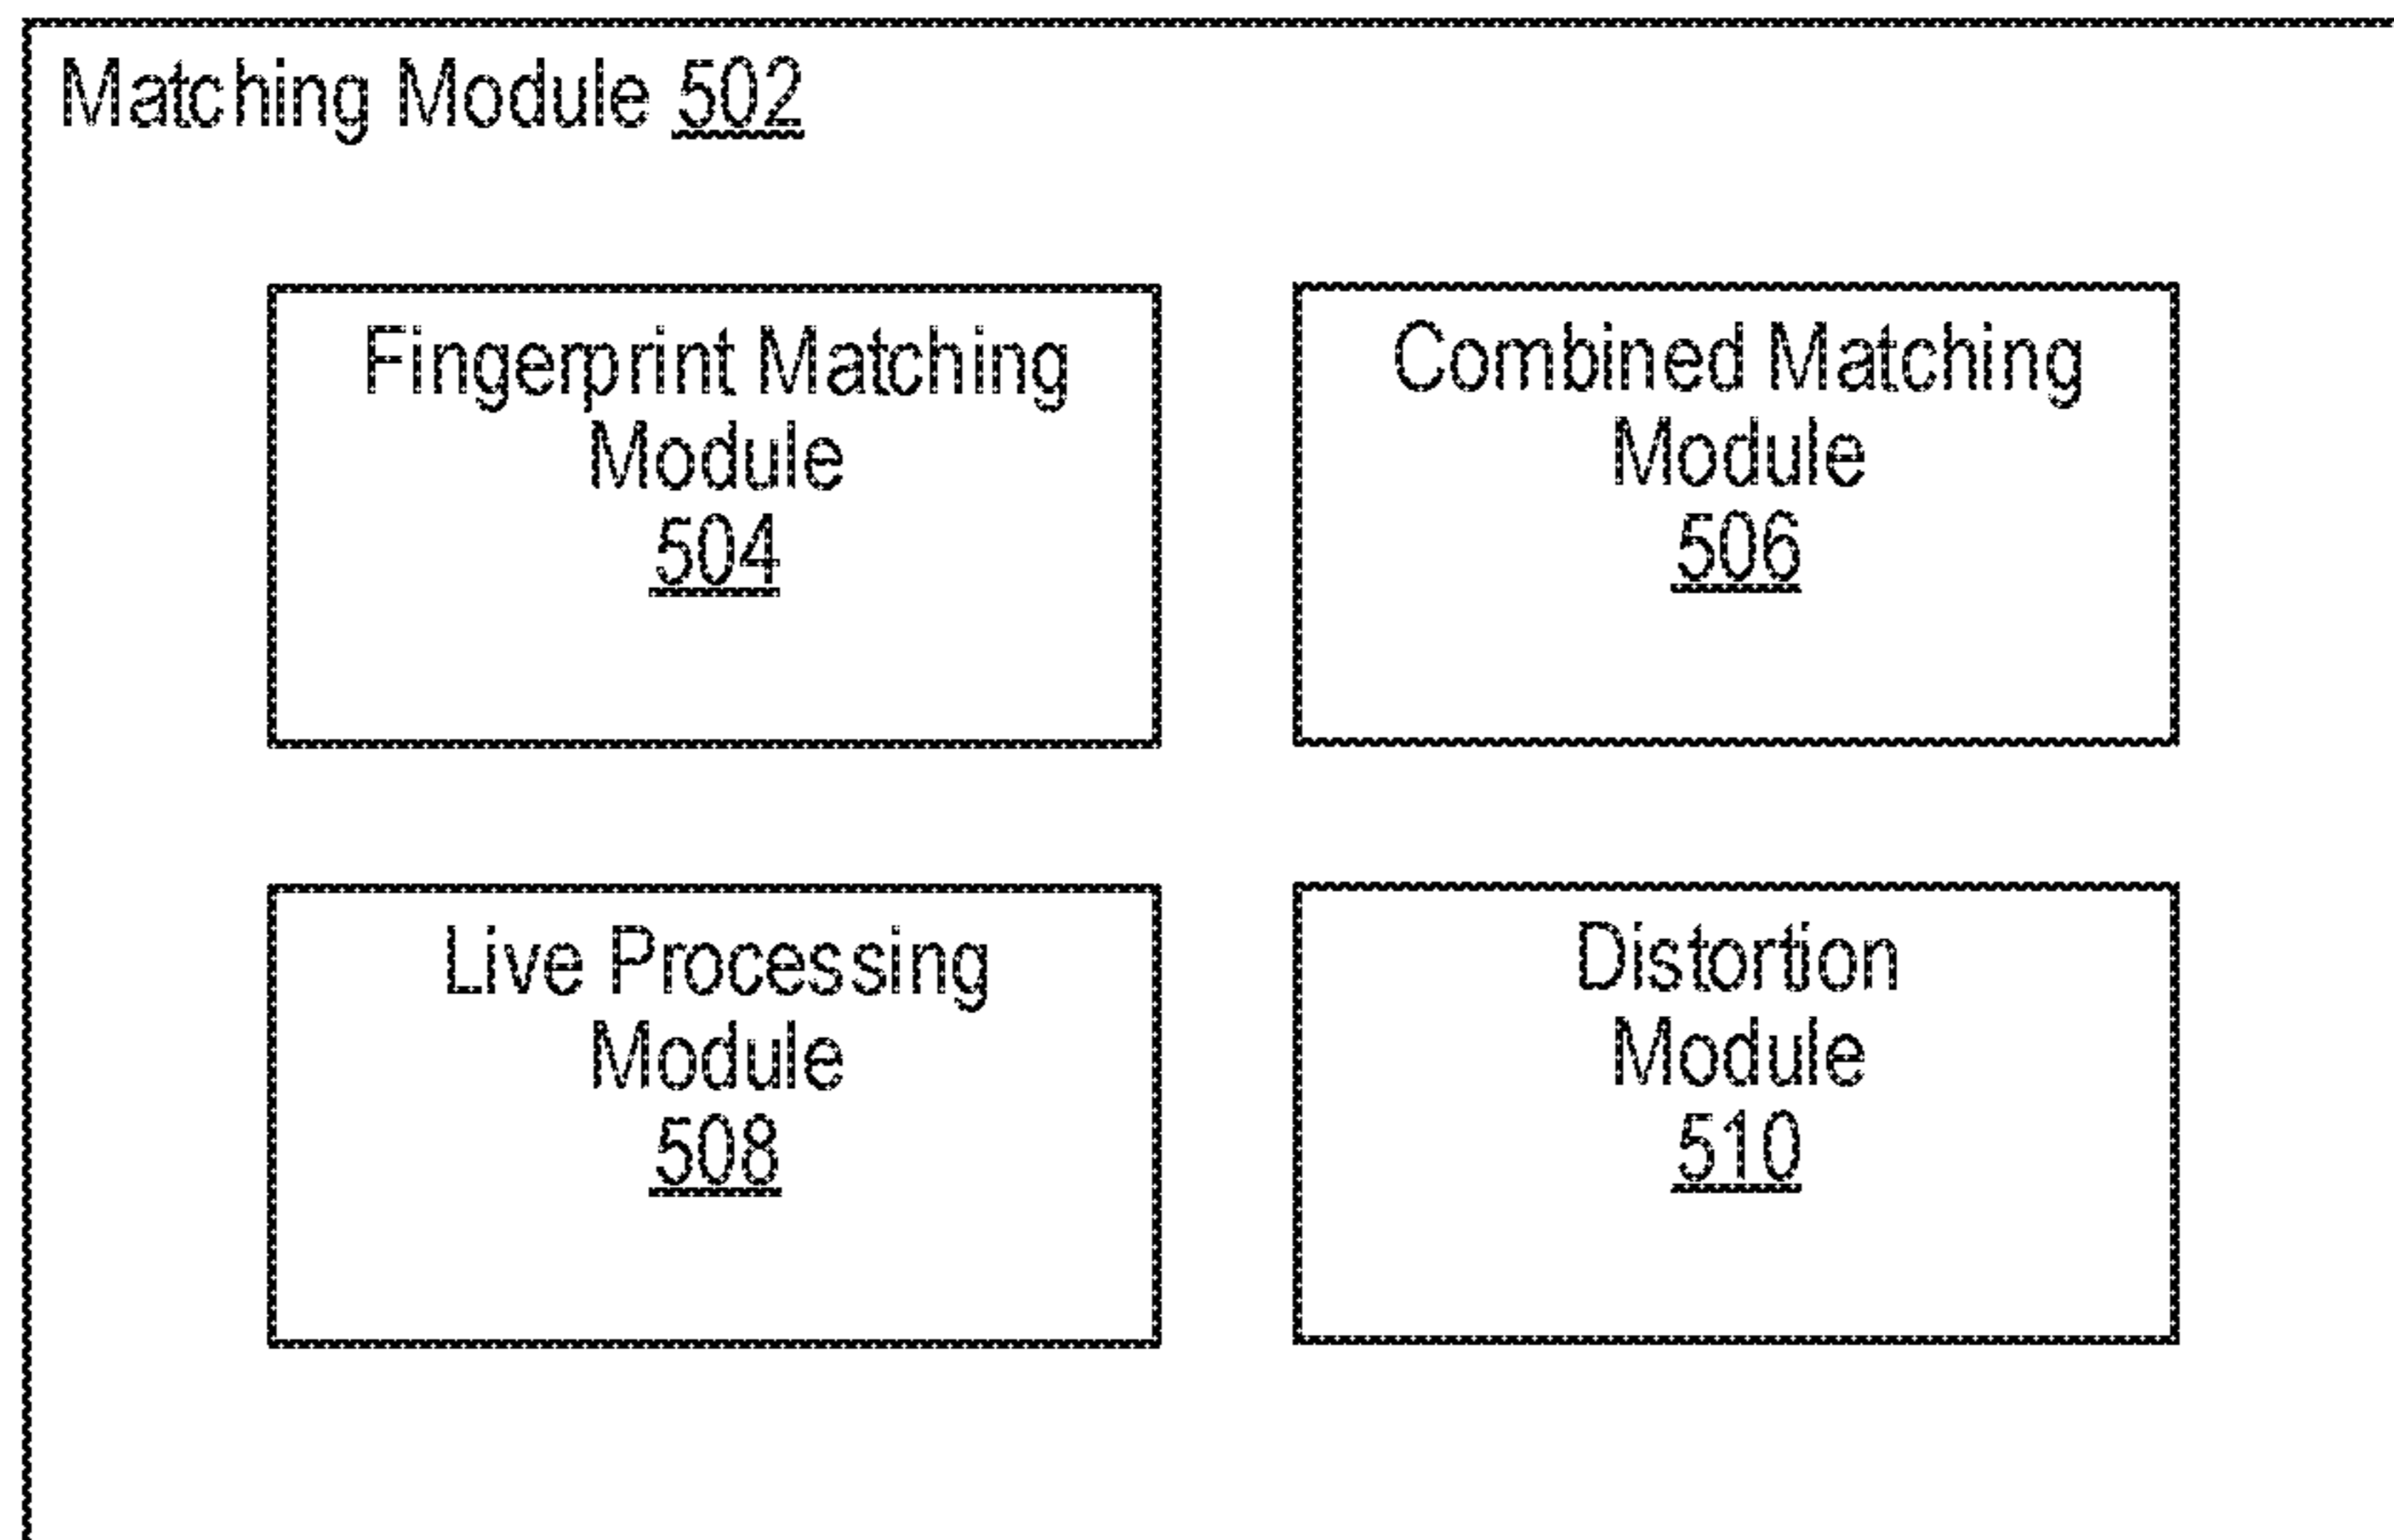 Matching Module 502
Fingerprint Matching
Module
504
Combined Matching
Module
506
Live Processing
Module
508
Distortion
Module
510